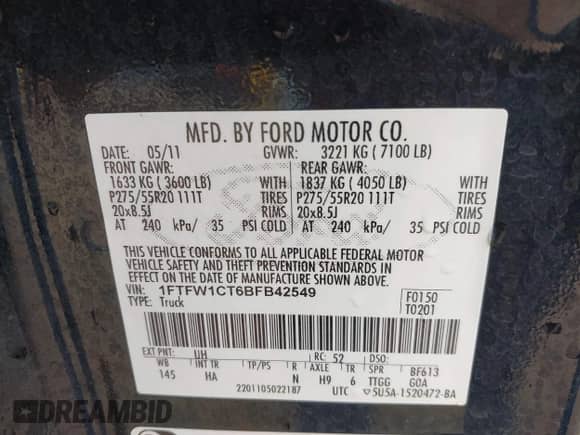 MFD. BY FORD MOTOR CO.
DATE: 05/11 GVWR: 3221 KG ( 7100 LB)
FRONT GAWR: REAR GAWR:
1633 KG ( 3600 LB) WITH 1837 KG ( 4050 LB) WITH
P275/55R20 111T TIRES P275/55R20 111T TIRES
20x8.5J RIMS 20x8.5J RIMS
AT 240 kPa/ 35 PSI COLD AT 240 kPa/ 35 PSI COLD
THIS VEHICLE CONFORMS TO ALL APPLICABLE FEDERAL MOTOR
VEHICLE SAFETY AND THEFT PREVENTION STANDARDS IN
EFFECT ON THE DATE OF MANUFACTURE SHOWN ABOVE.
VIN: 1FTFW1CT6BFB42549 F0150
TYPE: Truck T0201
EXT PNT: UH RC: 52 DSO:
WB INT TR TP/PS R AXLE TR SPR BF613
145 HA N H9 6 TTGG GOA
2201105022187 UTC 5U5A-1520472-BA
DREAMBID